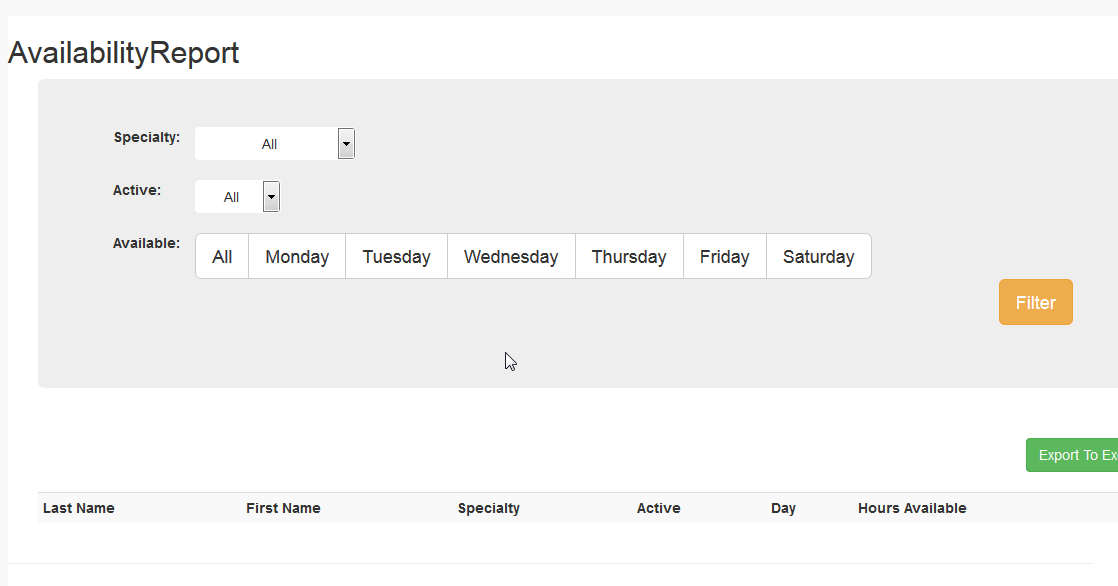 AvailabilityReport
Specialty: All
Active: All
Available: All Monday Tuesday Wednesday Thursday Friday Saturday
Filter
Export To Ex
Last Name First Name Specialty Active Day Hours Available